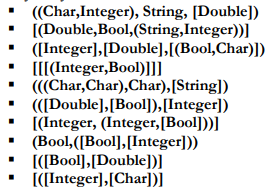 ▪ ((Char,Integer), String, [Double])
▪ [(Double,Bool,(String,Integer))]
▪ ([Integer],[Double],[(Bool,Char)])
▪ [[[(Integer,Bool)]]]
▪ (((Char,Char),Char),[String])
▪ (([Double],[Bool]),[Integer])
▪ [(Integer, (Integer,[Bool]))]
▪ (Bool,([Bool],[Integer]))
▪ [([Bool],[Double])]
▪ [([Integer],[Char])]